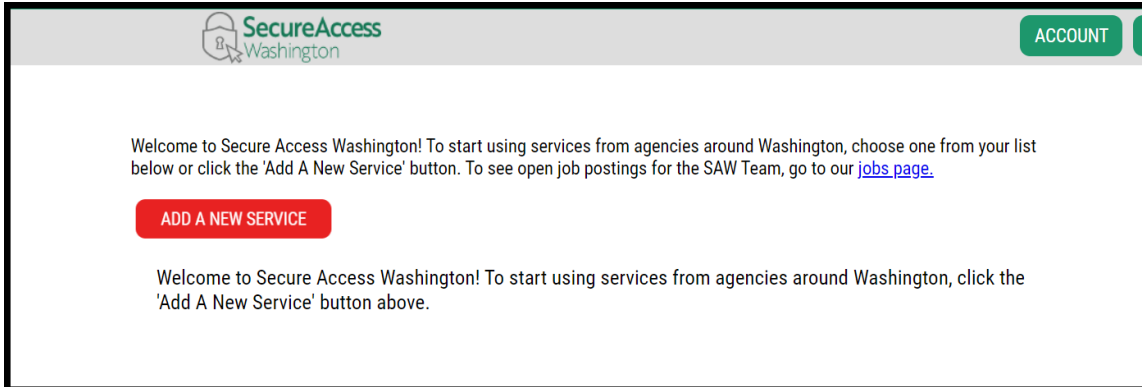 SecureAccess
Washington
ACCOUNT
Welcome to Secure Access Washington! To start using services from agencies around Washington, choose one from your list
below or click the 'Add A New Service' button. To see open job postings for the SAW Team, go to our jobs page.
ADD A NEW SERVICE
Welcome to Secure Access Washington! To start using services from agencies around Washington, click the
'Add A New Service' button above.